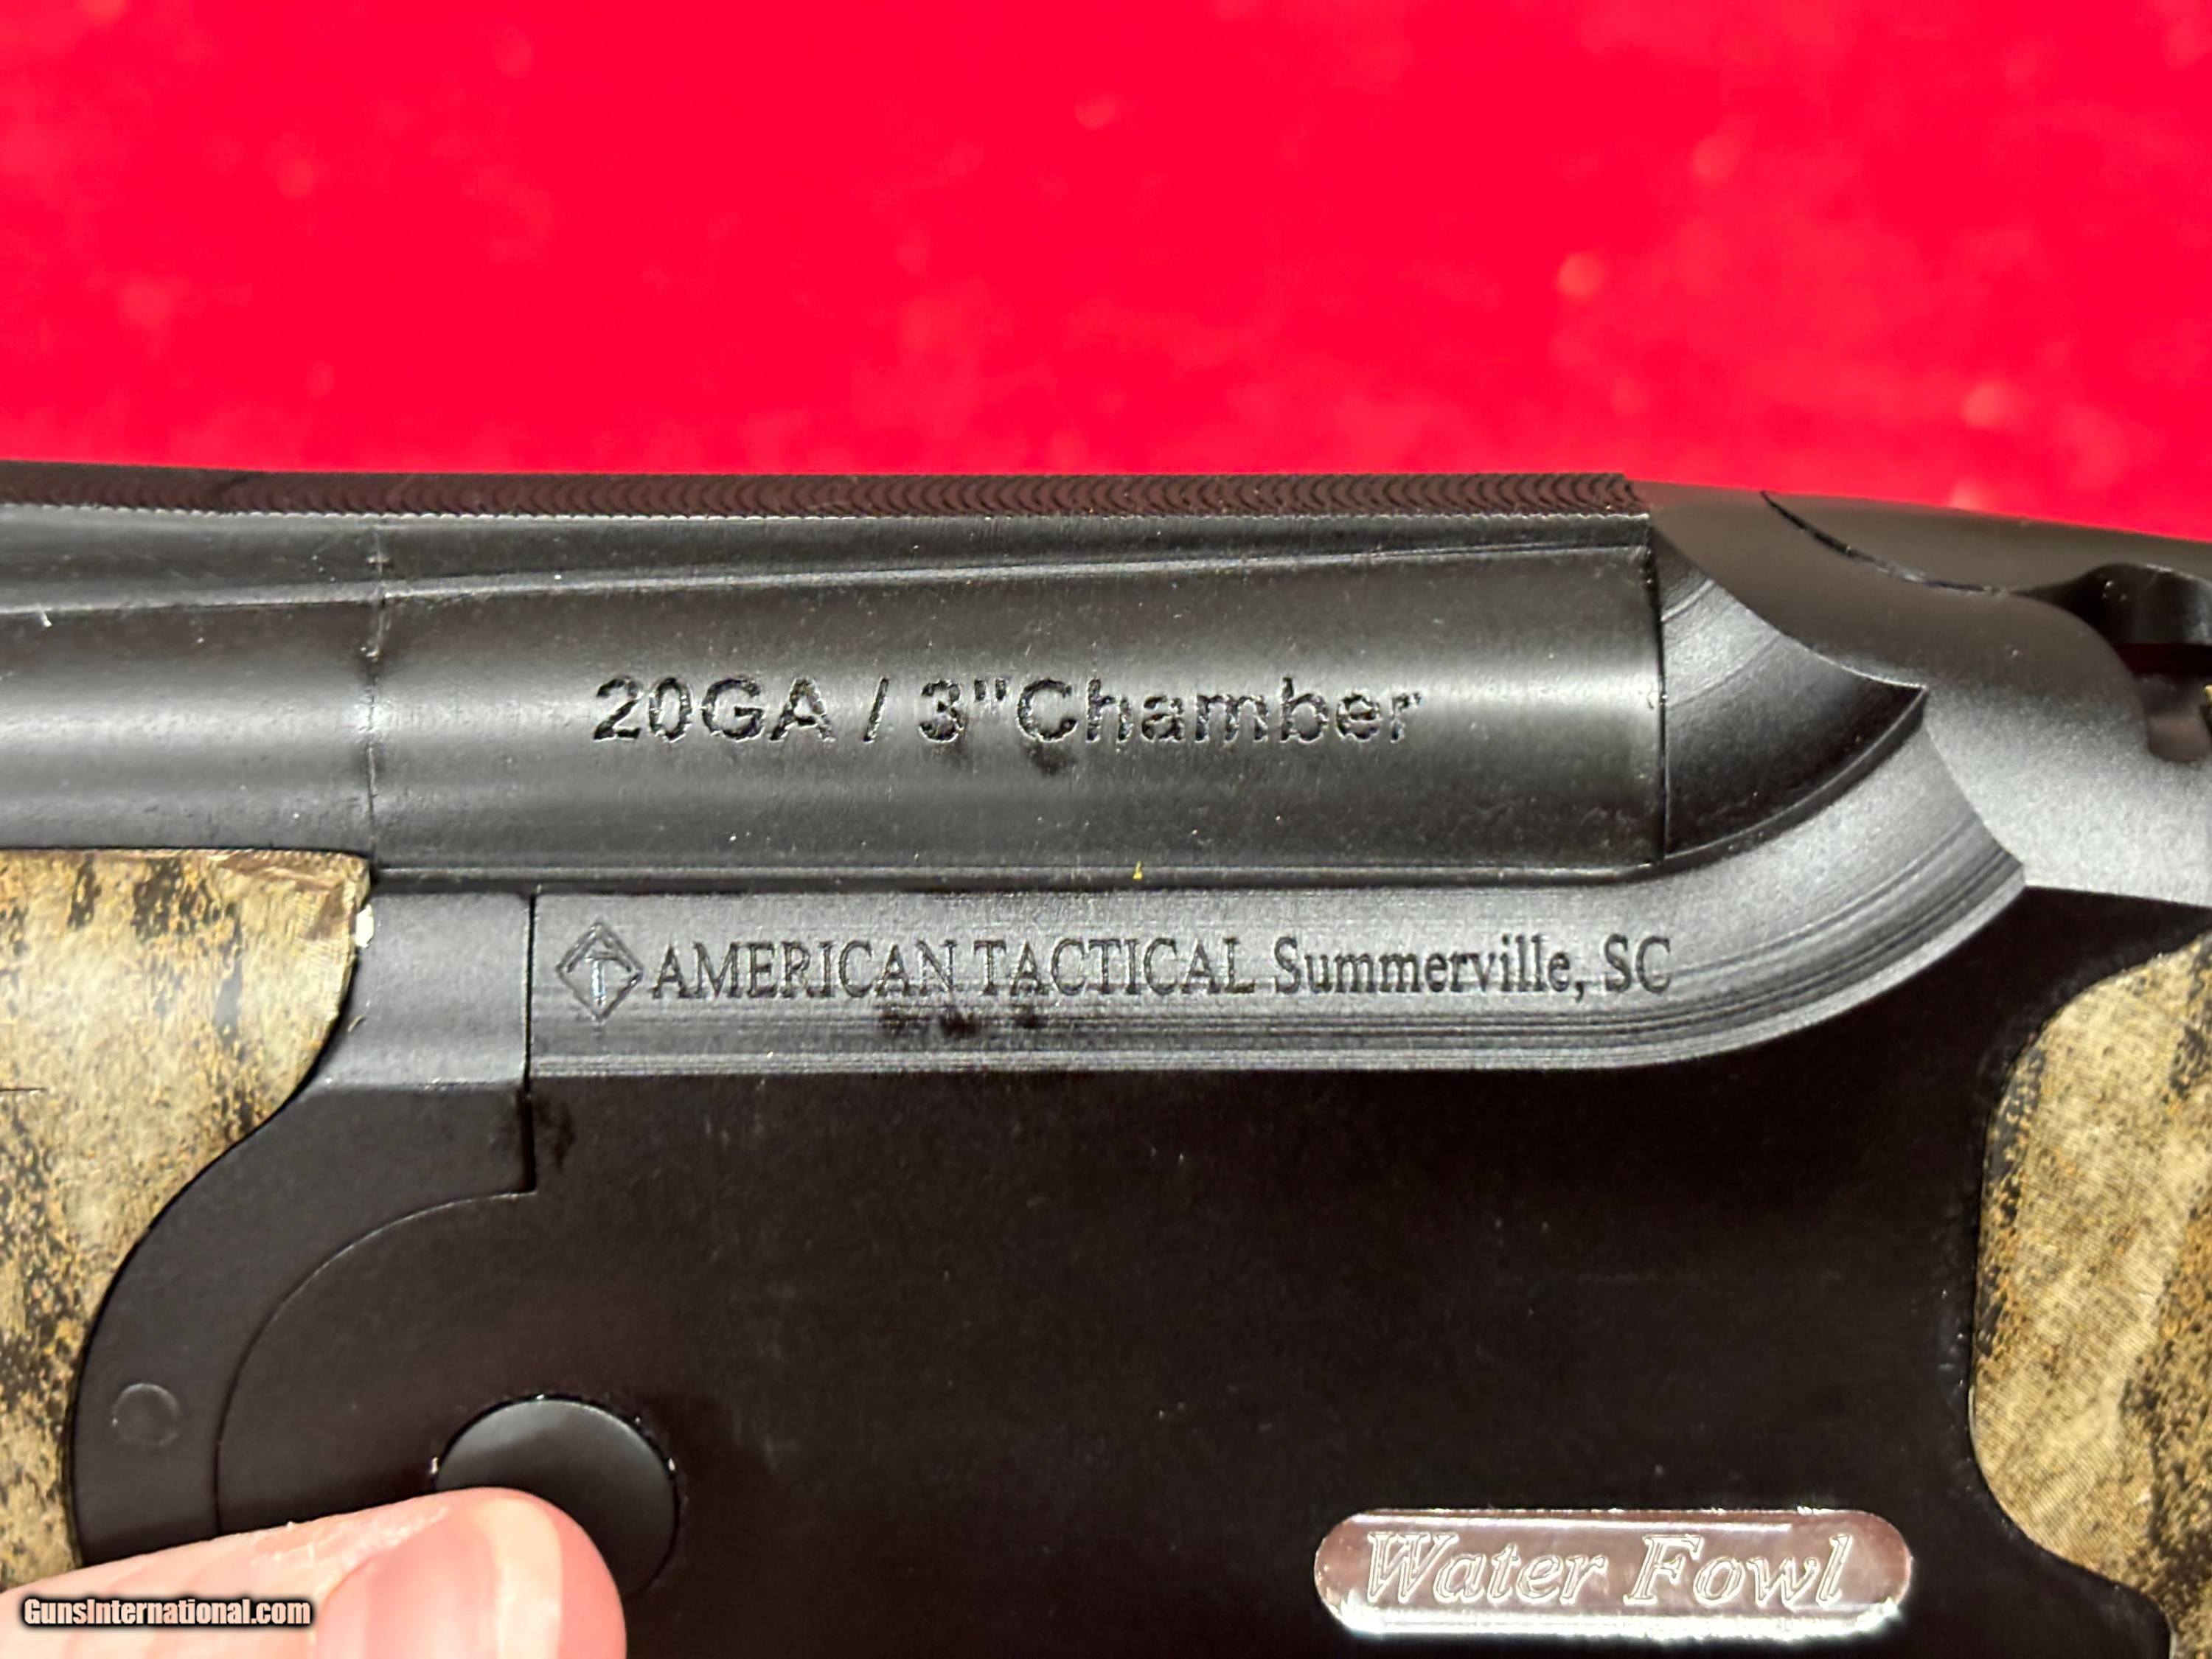 20GA / 3"Chamber
AMERICAN TACTICAL Summerville, SC
Water Fowl
GunsInternational.com